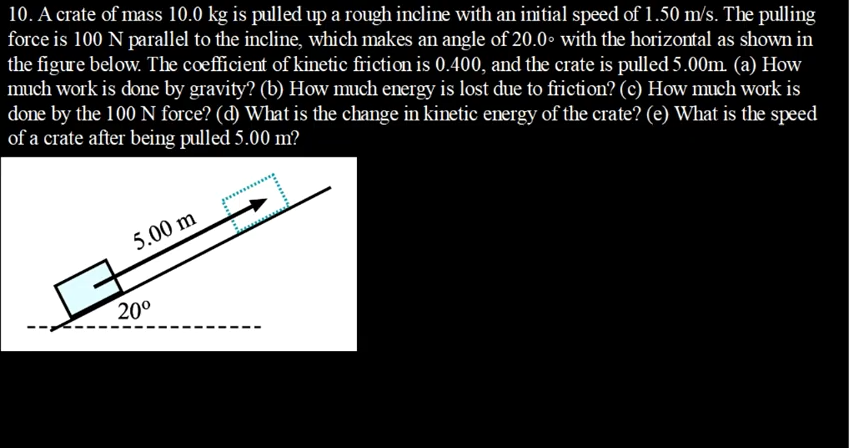 10. A crate of mass 10.0 kg is pulled up a rough incline with an initial speed of 1.50 m/s. The pulling
force is 100 N parallel to the incline, which makes an angle of 20.0◦ with the horizontal as shown in
the figure below. The coefficient of kinetic friction is 0.400, and the crate is pulled 5.00m. (a) How
much work is done by gravity? (b) How much energy is lost due to friction? (c) How much work is
done by the 100 N force? (d) What is the change in kinetic energy of the crate? (e) What is the speed
of a crate after being pulled 5.00 m?
5.00 m
20º